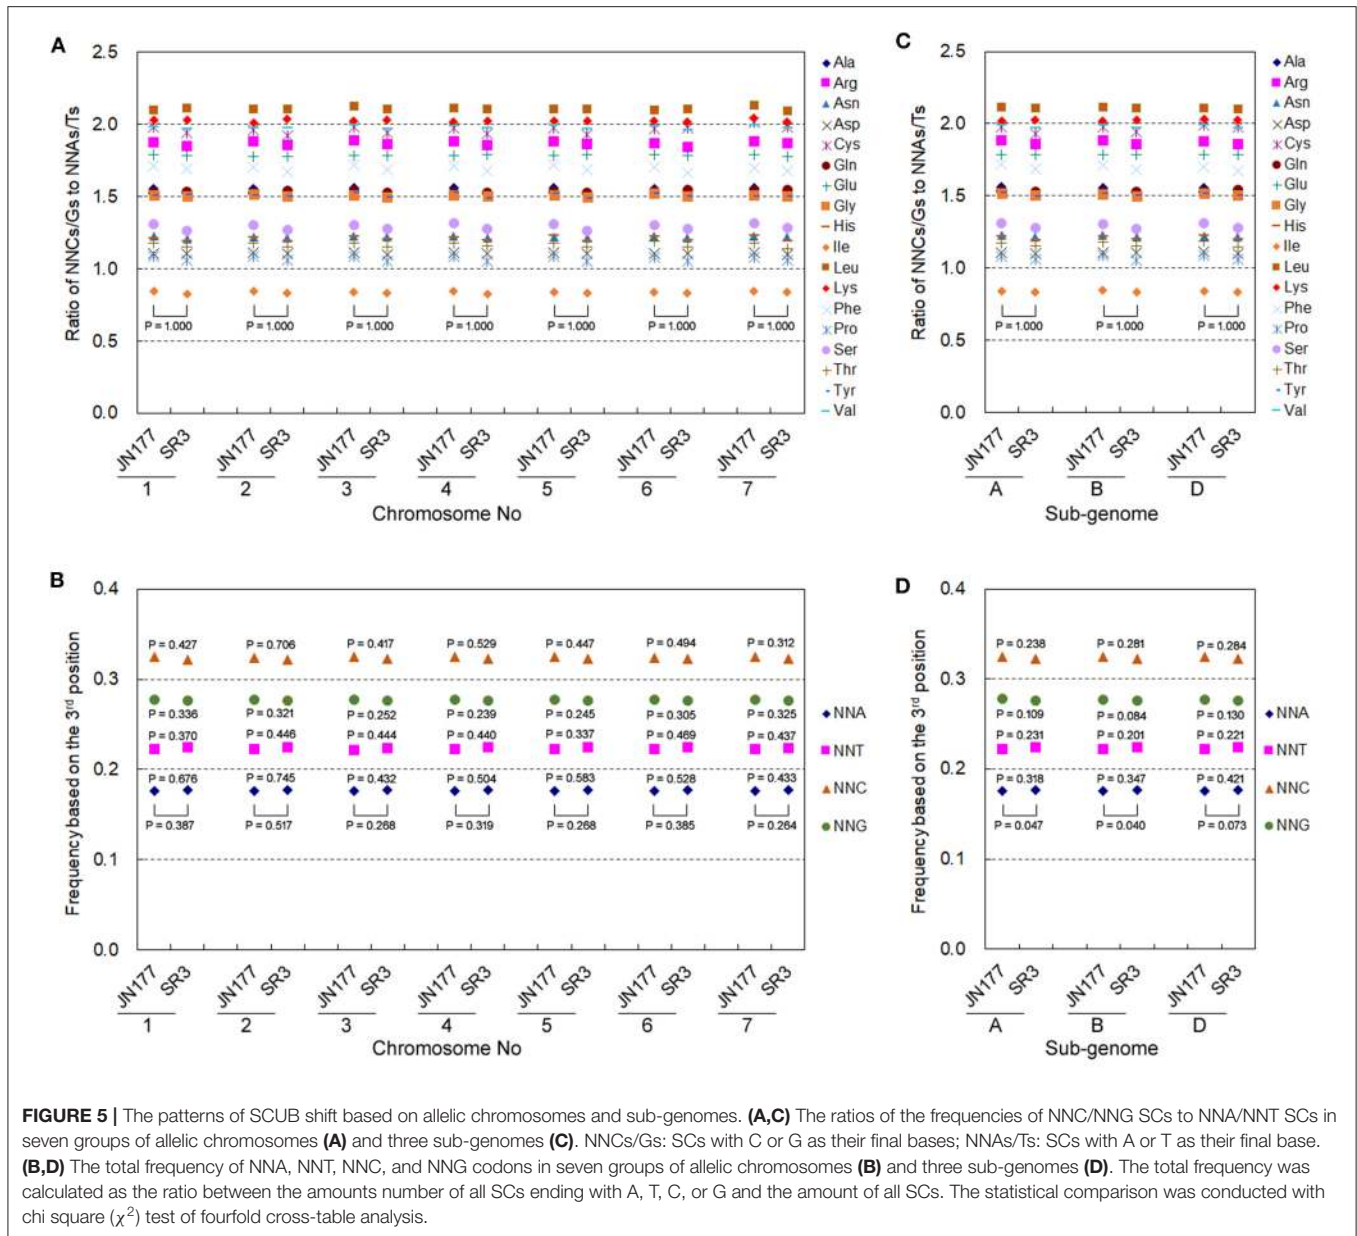 A
Ratio of NNCs/Gs to NNAs/Ts
2.5
2.0
1.5
1.0
0.5
0.0
P = 1.000 P = 1.000 P = 1.000 P = 1.000 P = 1.000 P = 1.000 P = 1.000
JN177 SR3 JN177 SR3 JN177 SR3 JN177 SR3 JN177 SR3 JN177 SR3 JN177 SR3
1 2 3 4 5 6 7
Chromosome No
Ala
Arg
Asn
Asp
Cys
Gln
Glu
Gly
His
Ile
Leu
Lys
Phe
Pro
Ser
Thr
Tyr
Val
C
Ratio of NNCs/Gs to NNAs/Ts
2.5
2.0
1.5
1.0
0.5
0.0
P = 1.000 P = 1.000 P = 1.000
JN177 SR3 JN177 SR3 JN177 SR3
A B D
Sub-genome
Ala
Arg
Asn
Asp
Cys
Gln
Glu
Gly
His
Ile
Leu
Lys
Phe
Pro
Ser
Thr
Tyr
Val
B
Frequency based on the 3rd position
0.4
0.3
0.2
0.1
0.0
P = 0.427 P = 0.706 P = 0.417 P = 0.529 P = 0.447 P = 0.494 P = 0.312
P = 0.336 P = 0.321 P = 0.252 P = 0.239 P = 0.245 P = 0.305 P = 0.325
P = 0.370 P = 0.446 P = 0.444 P = 0.440 P = 0.337 P = 0.469 P = 0.437
P = 0.676 P = 0.745 P = 0.432 P = 0.504 P = 0.583 P = 0.528 P = 0.433
P = 0.387 P = 0.517 P = 0.268 P = 0.319 P = 0.268 P = 0.385 P = 0.264
JN177 SR3 JN177 SR3 JN177 SR3 JN177 SR3 JN177 SR3 JN177 SR3 JN177 SR3
1 2 3 4 5 6 7
Chromosome No
NNA
NNT
NNC
NNG
D
Frequency based on the 3rd position
0.4
0.3
0.2
0.1
0.0
P = 0.238 P = 0.281 P = 0.284
P = 0.109 P = 0.084 P = 0.130
P = 0.231 P = 0.201 P = 0.221
P = 0.318 P = 0.347 P = 0.421
P = 0.047 P = 0.040 P = 0.073
JN177 SR3 JN177 SR3 JN177 SR3
A B D
Sub-genome
NNA
NNT
NNC
NNG
FIGURE 5 | The patterns of SCUB shift based on allelic chromosomes and sub-genomes. (A,C) The ratios of the frequencies of NNC/NNG SCs to NNA/NNT SCs in
seven groups of allelic chromosomes (A) and three sub-genomes (C). NNCs/Gs: SCs with C or G as their final bases; NNAs/Ts: SCs with A or T as their final base.
(B,D) The total frequency of NNA, NNT, NNC, and NNG codons in seven groups of allelic chromosomes (B) and three sub-genomes (D). The total frequency was
calculated as the ratio between the amounts number of all SCs ending with A, T, C, or G and the amount of all SCs. The statistical comparison was conducted with
chi square (χ2) test of fourfold cross-table analysis.